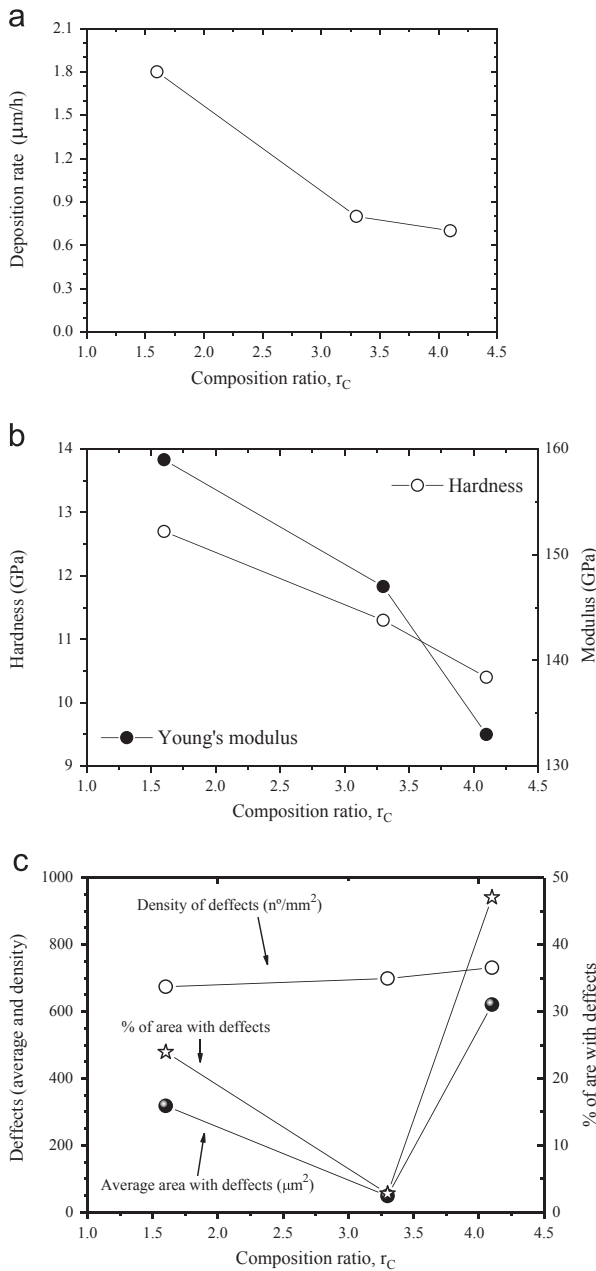 a
2.1
1.8
1.5
1.2
0.9
0.6
0.3
0.0
Deposition rate (μm/h)
1.0 1.5 2.0 2.5 3.0 3.5 4.0 4.5
Composition ratio, rC
b
14
13
12
11
10
9
Hardness (GPa)
Hardness
Young's modulus
160
150
140
130
Modulus (GPa)
1.0 1.5 2.0 2.5 3.0 3.5 4.0 4.5
Composition ratio, rC
c
1000
800
600
400
200
0
Deffects (average and density)
Density of deffects (nº/mm²)
% of area with deffects
Average area with deffects (μm²)
50
40
30
20
10
0
% of are with deffects
1.0 1.5 2.0 2.5 3.0 3.5 4.0 4.5
Composition ratio, rC